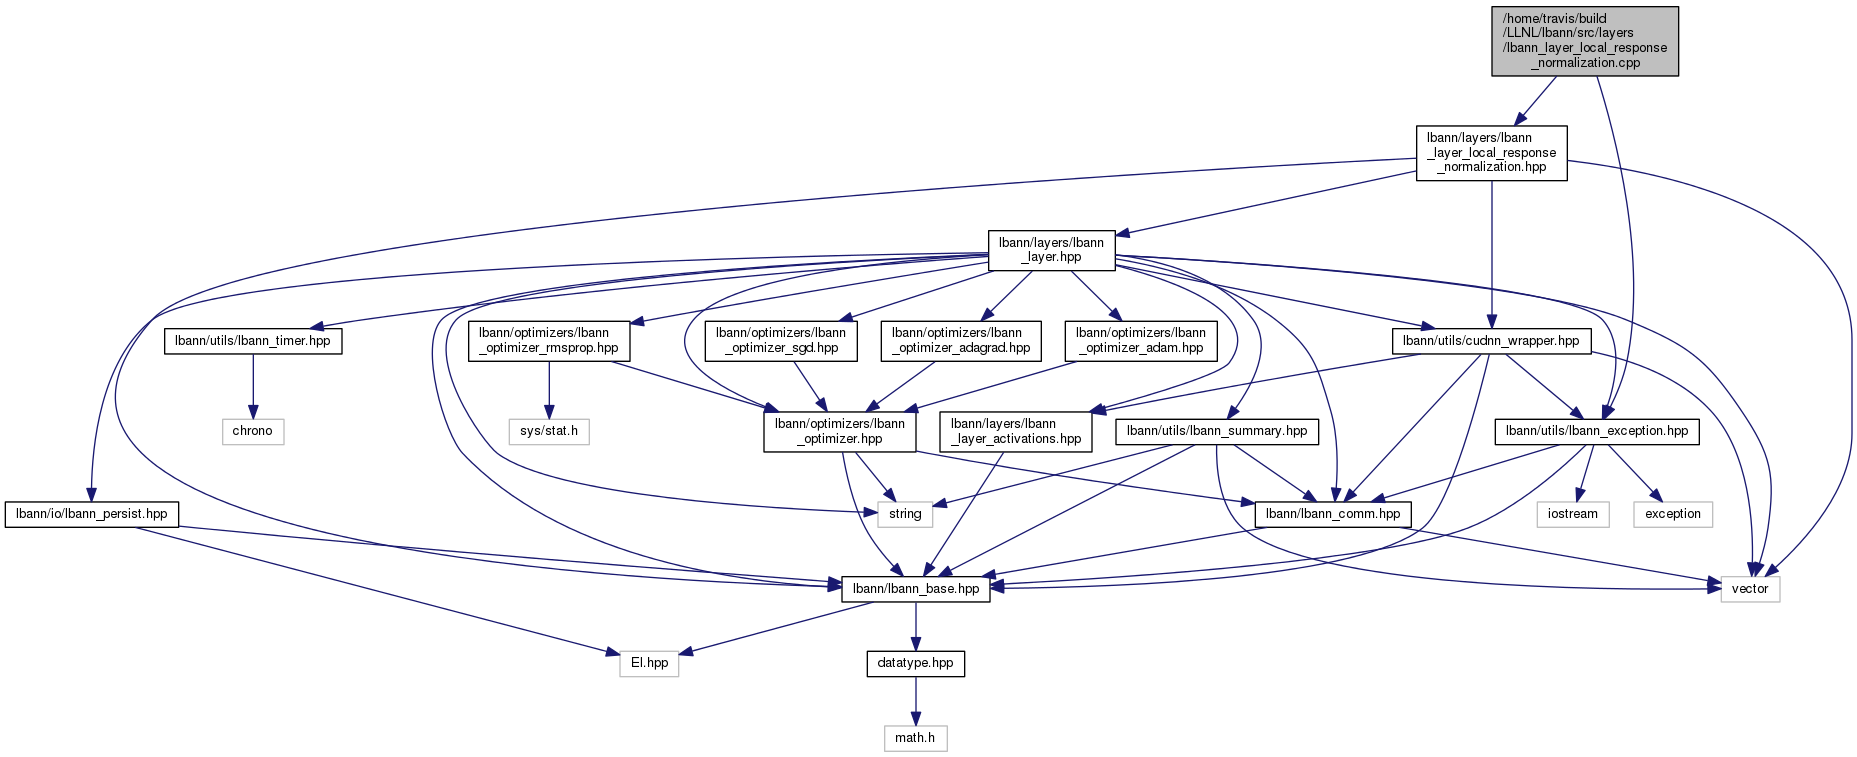 /home/travis/build
/LLNL/lbann/src/layers
/lbann_layer_local_response
_normalization.cpp
lbann/layers/lbann
_layer_local_response
_normalization.hpp
lbann/layers/lbann
_layer.hpp
lbann/utils/lbann_timer.hpp
lbann/optimizers/lbann
_optimizer_rmsprop.hpp
lbann/optimizers/lbann
_optimizer_sgd.hpp
lbann/optimizers/lbann
_optimizer_adagrad.hpp
lbann/optimizers/lbann
_optimizer_adam.hpp
lbann/utils/cudnn_wrapper.hpp
chrono
sys/stat.h
lbann/optimizers/lbann
_optimizer.hpp
lbann/layers/lbann
_layer_activations.hpp
lbann/utils/lbann_summary.hpp
lbann/utils/lbann_exception.hpp
lbann/io/lbann_persist.hpp
string
lbann/lbann_comm.hpp
iostream
exception
lbann/lbann_base.hpp
vector
El.hpp
datatype.hpp
math.h